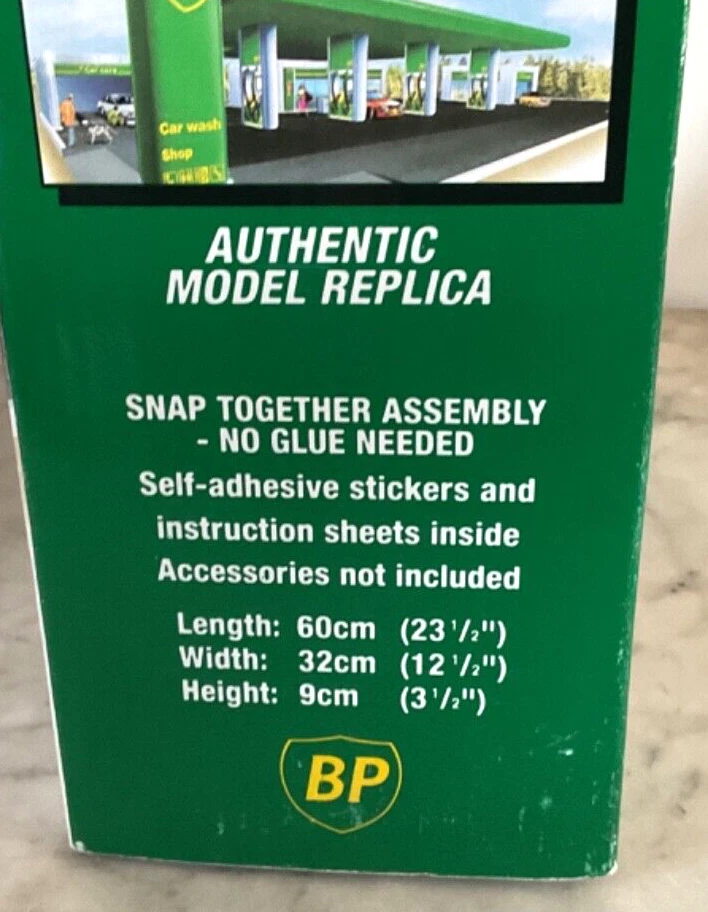 Car care
Car wash
Shop
AUTHENTIC
MODEL REPLICA
SNAP TOGETHER ASSEMBLY
- NO GLUE NEEDED
Self-adhesive stickers and
instruction sheets inside
Accessories not included
Length: 60cm (23 1/2")
Width: 32cm (12 1/2")
Height: 9cm (3 1/2")
BP